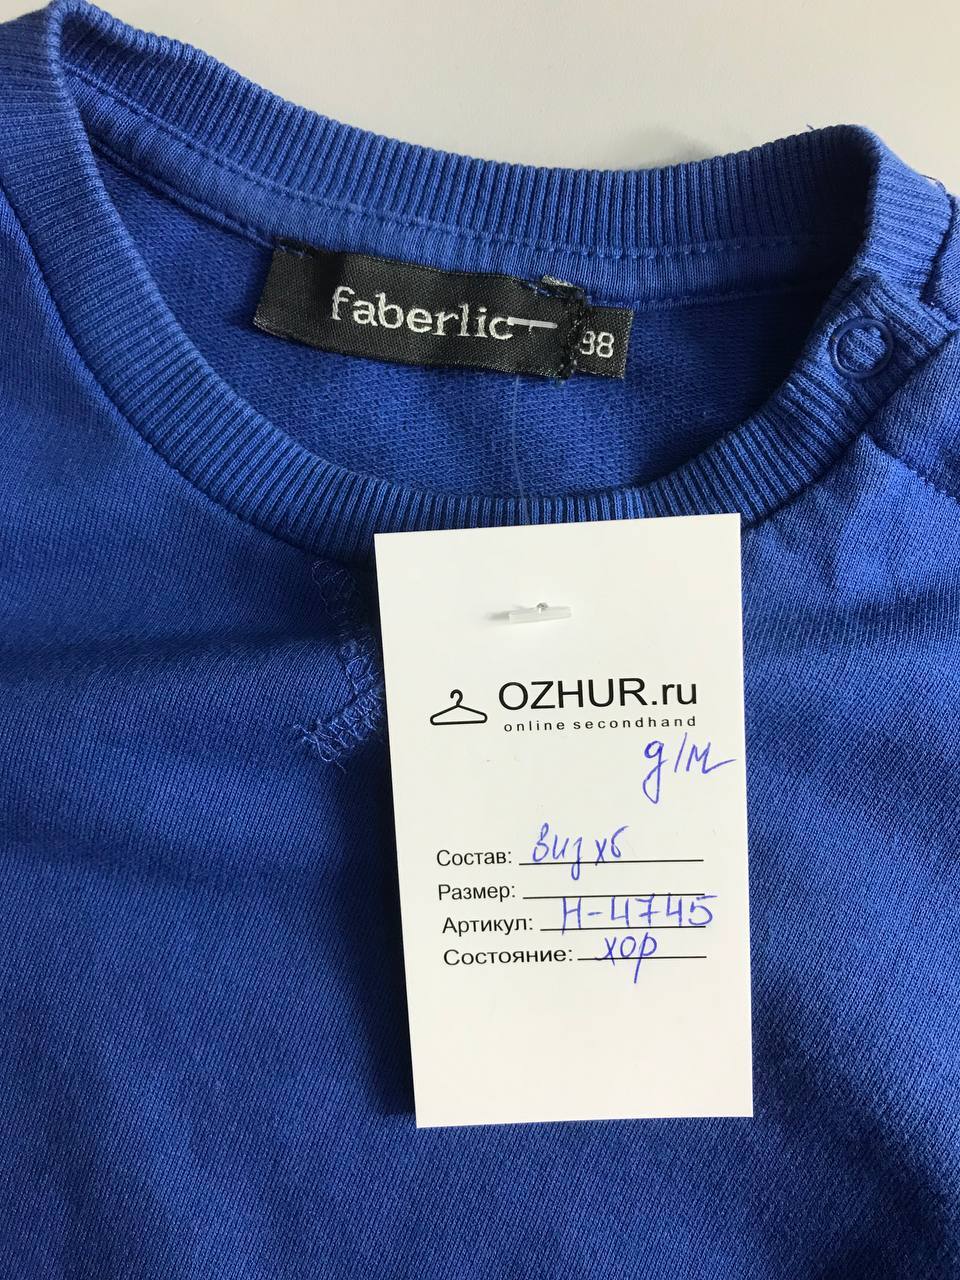 faberlic
98
OZHUR.ru
online secondhand
д/м
Состав: виз хб
Размер:
Артикул: Н-4745
Состояние: хор